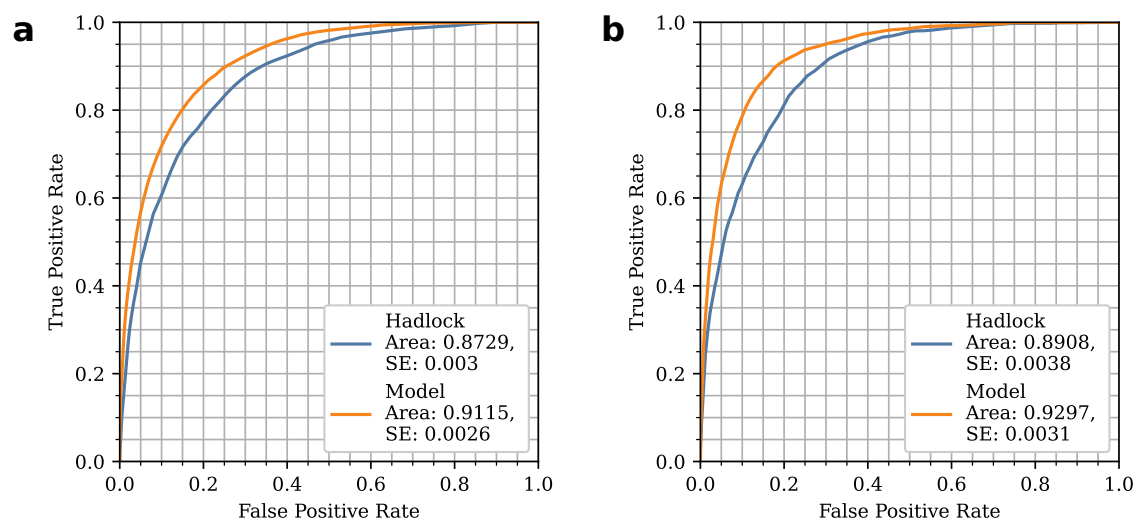 a
True Positive Rate
1.0
0.8
0.6
0.4
0.2
0.0
Hadlock
Area: 0.8729,
SE: 0.003
Model
Area: 0.9115,
SE: 0.0026
0.0 0.2 0.4 0.6 0.8 1.0
False Positive Rate
b
True Positive Rate
1.0
0.8
0.6
0.4
0.2
0.0
Hadlock
Area: 0.8908,
SE: 0.0038
Model
Area: 0.9297,
SE: 0.0031
0.0 0.2 0.4 0.6 0.8 1.0
False Positive Rate